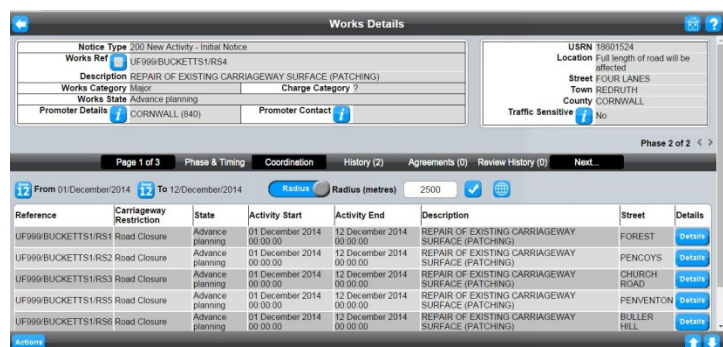 Works Details
?
Notice Type 200 New Activity - Initial Notice
Works Ref UF999/BUCKETTS1/RS4
Description REPAIR OF EXISTING CARRIAGEWAY SURFACE (PATCHING)
Works Category Major Charge Category ?
Works State Advance planning
Promoter Details i CORNWALL (840) Promoter Contact i
USRN 18601524
Location Full length of road will be
affected
Street FOUR LANES
Town REDRUTH
County CORNWALL
Traffic Sensitive i No
Phase 2 of 2 < >
Page 1 of 3 Phase & Timing Coordination History (2) Agreements (0) Review History (0) Next...
12 From 01/December/2014 12 To 12/December/2014 Radius Radius (metres) 2500
Reference Carriageway Restriction State Activity Start Activity End Description Street Details
UF999/BUCKETTS1/RS1 Road Closure Advance planning 01 December 2014 00:00:00 12 December 2014 00:00:00 REPAIR OF EXISTING CARRIAGEWAY SURFACE (PATCHING) FOREST Details
UF999/BUCKETTS1/RS2 Road Closure Advance planning 01 December 2014 00:00:00 12 December 2014 00:00:00 REPAIR OF EXISTING CARRIAGEWAY SURFACE (PATCHING) PENCOYS Details
UF999/BUCKETTS1/RS3 Road Closure Advance planning 01 December 2014 00:00:00 12 December 2014 00:00:00 REPAIR OF EXISTING CARRIAGEWAY SURFACE (PATCHING) CHURCH ROAD Details
UF999/BUCKETTS1/RS5 Road Closure Advance planning 01 December 2014 00:00:00 12 December 2014 00:00:00 REPAIR OF EXISTING CARRIAGEWAY SURFACE (PATCHING) PENVENTON Details
UF999/BUCKETTS1/RS6 Road Closure Advance planning 01 December 2014 00:00:00 12 December 2014 00:00:00 REPAIR OF EXISTING CARRIAGEWAY SURFACE (PATCHING) BULLER HILL Details
Actions